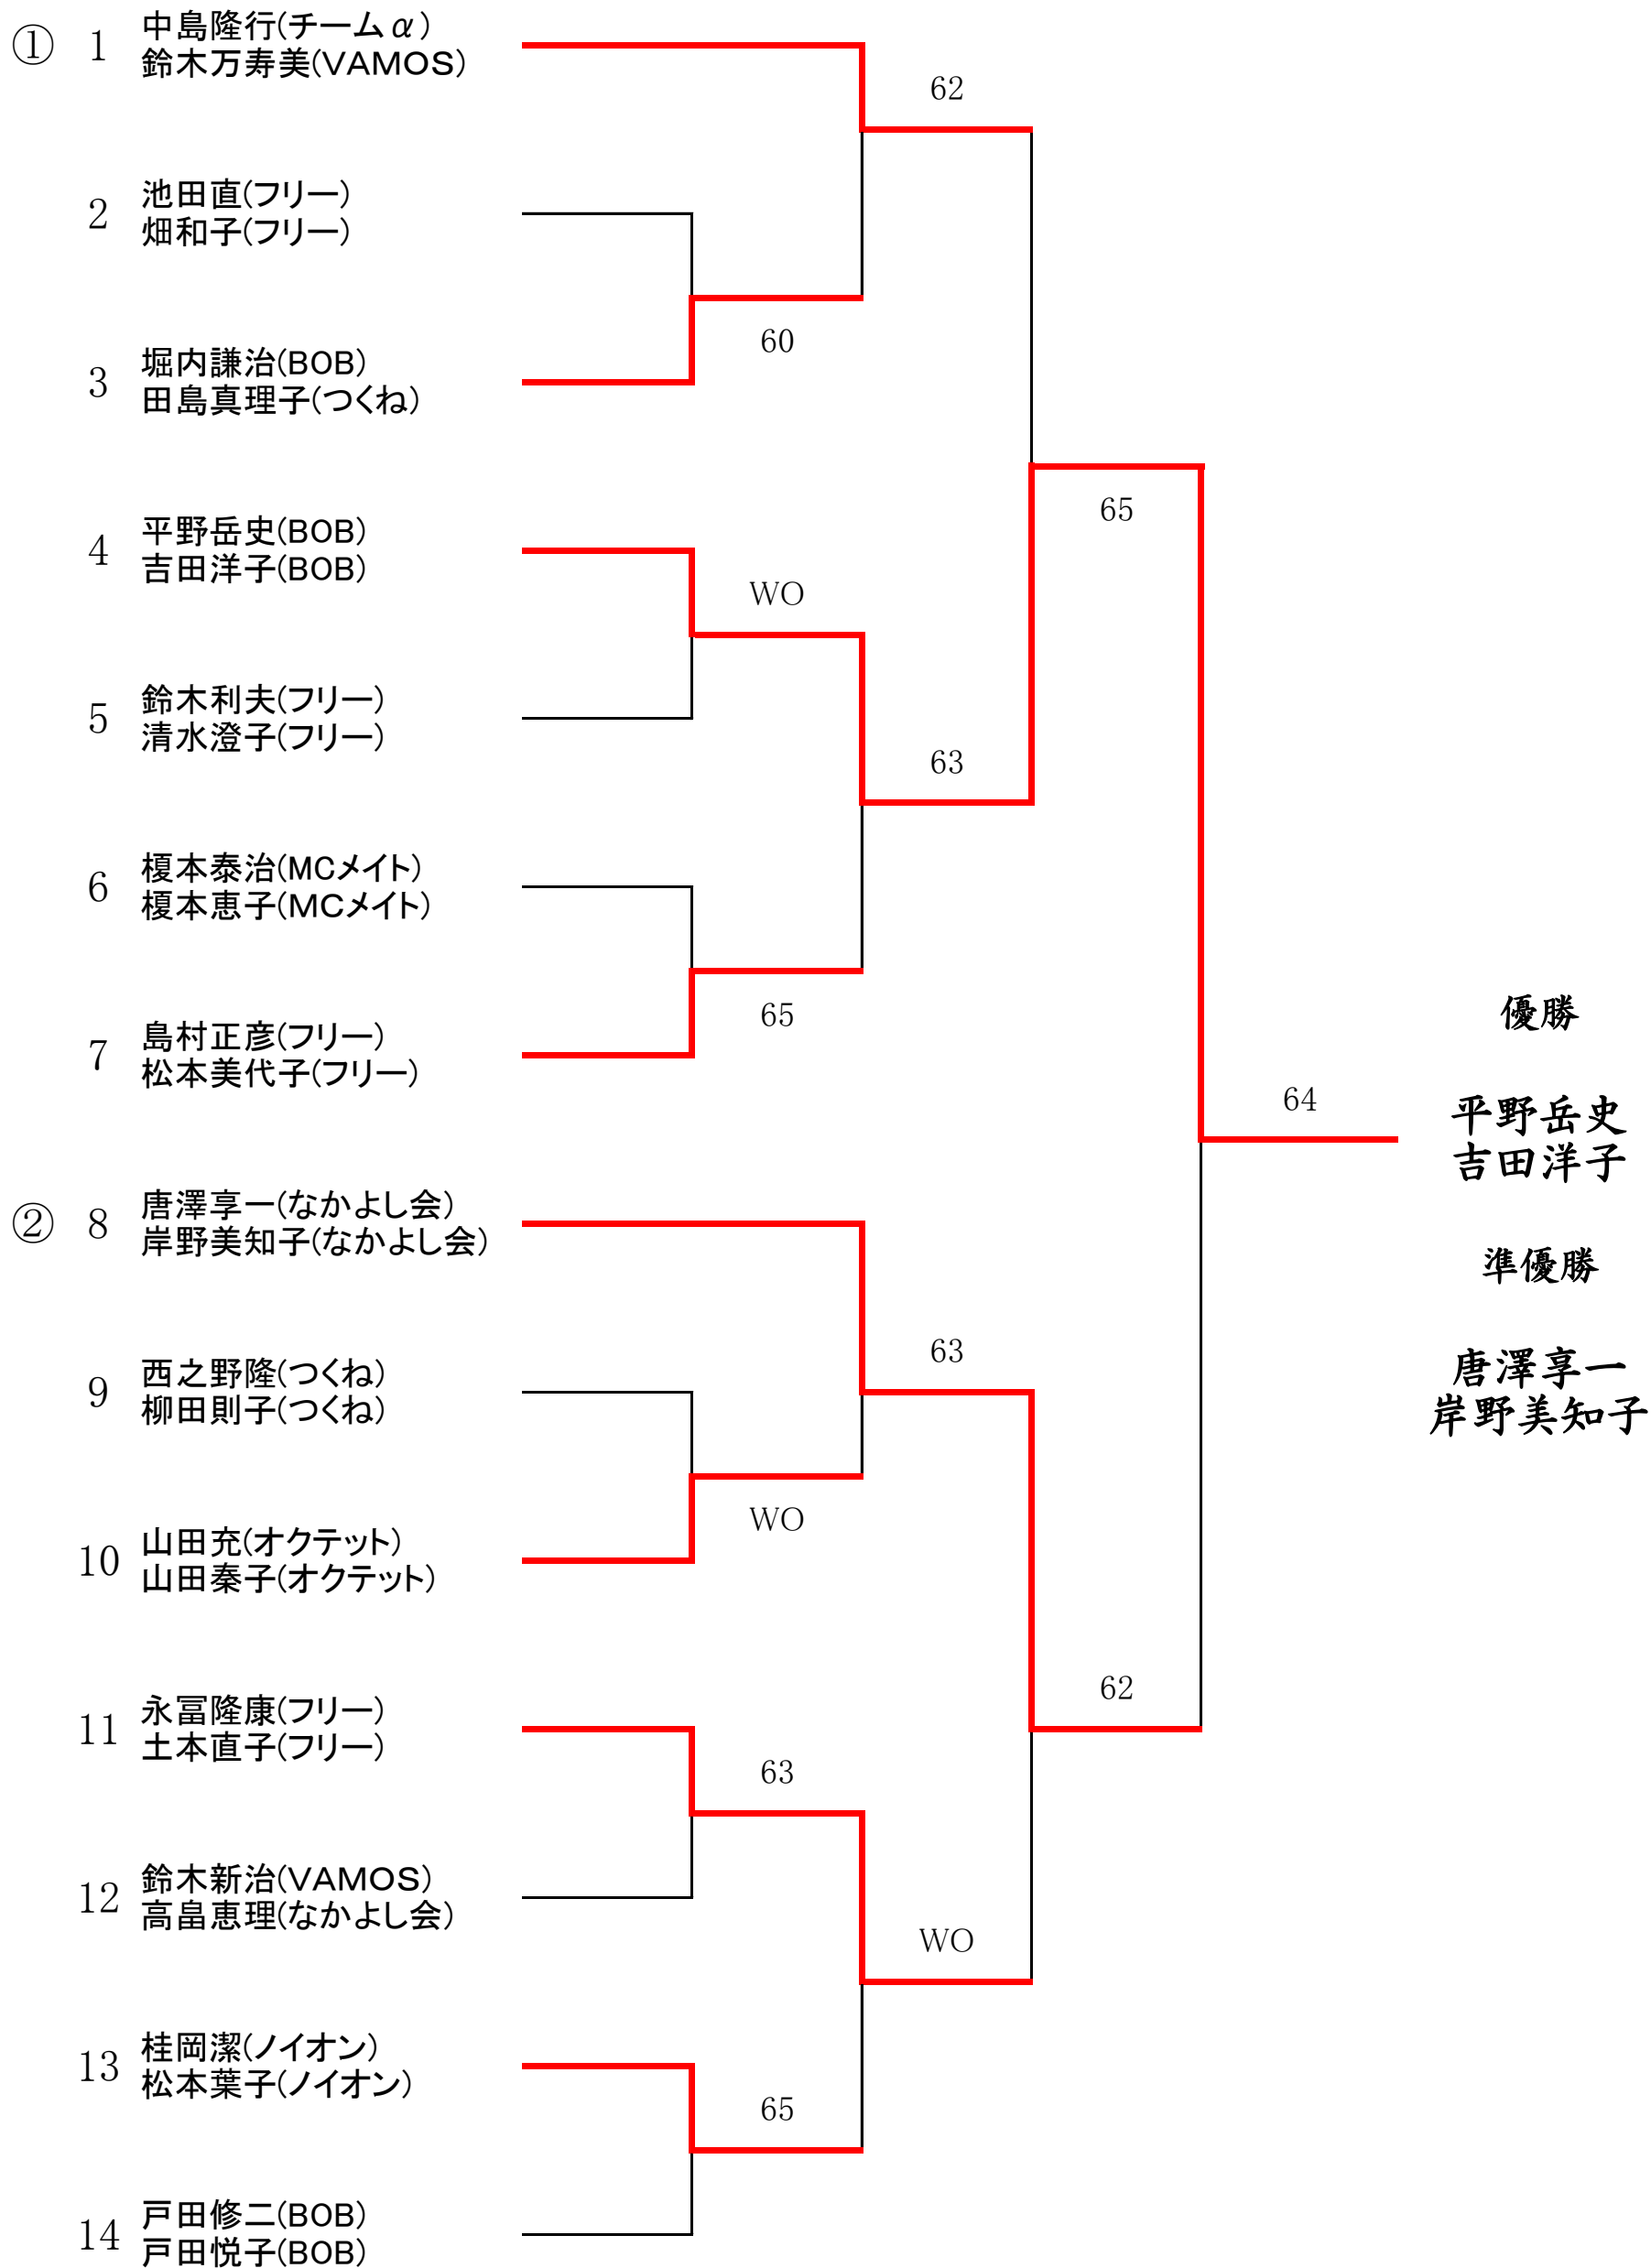 ① 1 中島隆行(チームα)
鈴木万寿美(VAMOS)
62
2 池田直(フリー)
畑和子(フリー)
60
3 堀内謙治(BOB)
田島真理子(つくね)
65
4 平野岳史(BOB)
吉田洋子(BOB)
WO
5 鈴木利夫(フリー)
清水澄子(フリー)
63
6 榎本泰治(MCメイト)
榎本恵子(MCメイト)
65
7 島村正彦(フリー)
松本美代子(フリー)
優勝
64
平野岳史
吉田洋子
② 8 唐澤享一(なかよし会)
岸野美知子(なかよし会)
準優勝
63
唐澤享一
岸野美知子
9 西之野隆(つくね)
柳田則子(つくね)
WO
10 山田充(オクテット)
山田秦子(オクテット)
62
11 永冨隆康(フリー)
土本直子(フリー)
63
12 鈴木新治(VAMOS)
高畠恵理(なかよし会)
WO
13 桂岡潔(ノイオン)
松本葉子(ノイオン)
65
14 戸田修二(BOB)
戸田悦子(BOB)